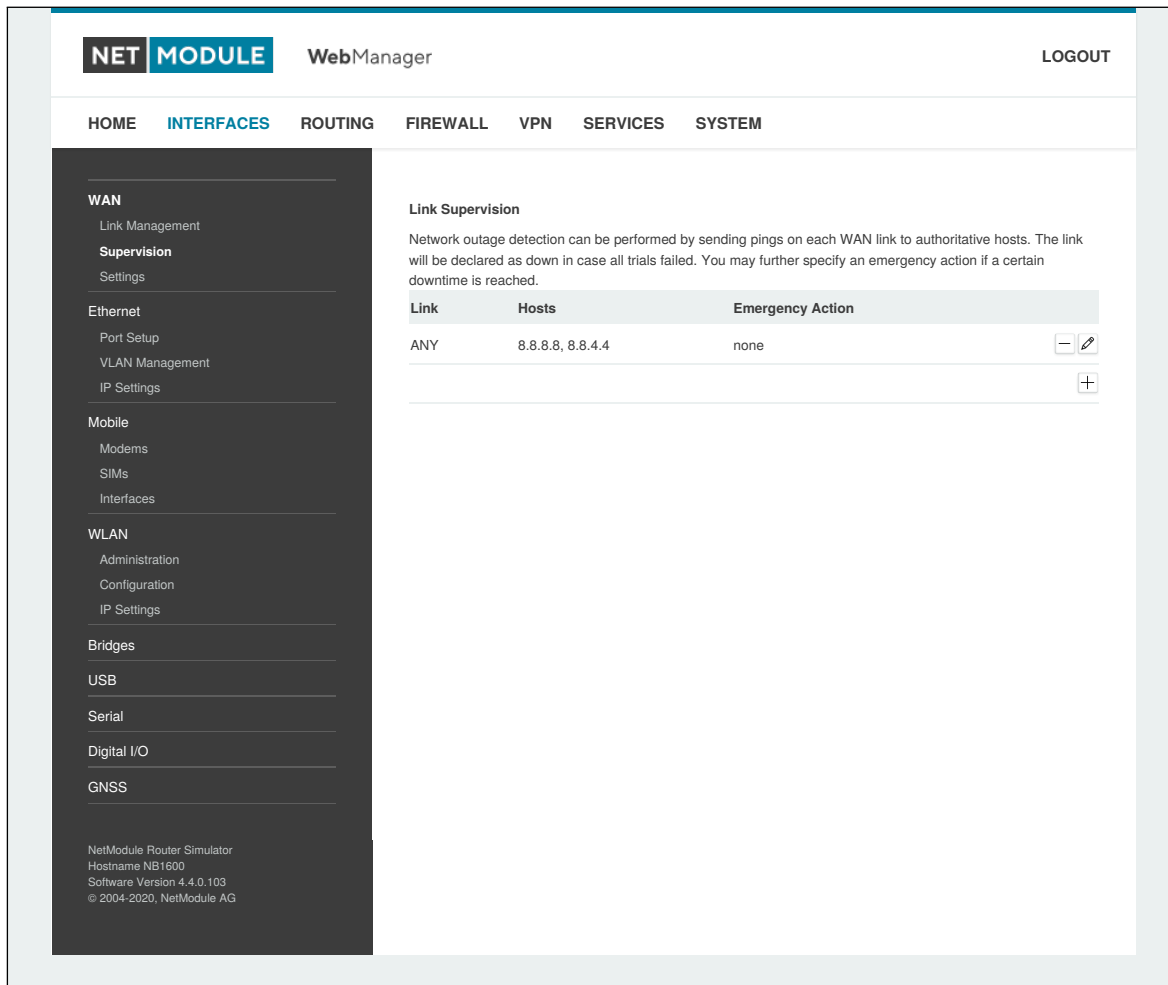 NET MODULE WebManager LOGOUT
HOME INTERFACES ROUTING FIREWALL VPN SERVICES SYSTEM
WAN
Link Management
Supervision
Settings
Ethernet
Port Setup
VLAN Management
IP Settings
Mobile
Modems
SIMs
Interfaces
WLAN
Administration
Configuration
IP Settings
Bridges
USB
Serial
Digital I/O
GNSS
NetModule Router Simulator
Hostname NB1600
Software Version 4.4.0.103
© 2004-2020, NetModule AG
Link Supervision
Network outage detection can be performed by sending pings on each WAN link to authoritative hosts. The link
will be declared as down in case all trials failed. You may further specify an emergency action if a certain
downtime is reached.
Link Hosts Emergency Action
ANY 8.8.8.8, 8.8.4.4 none